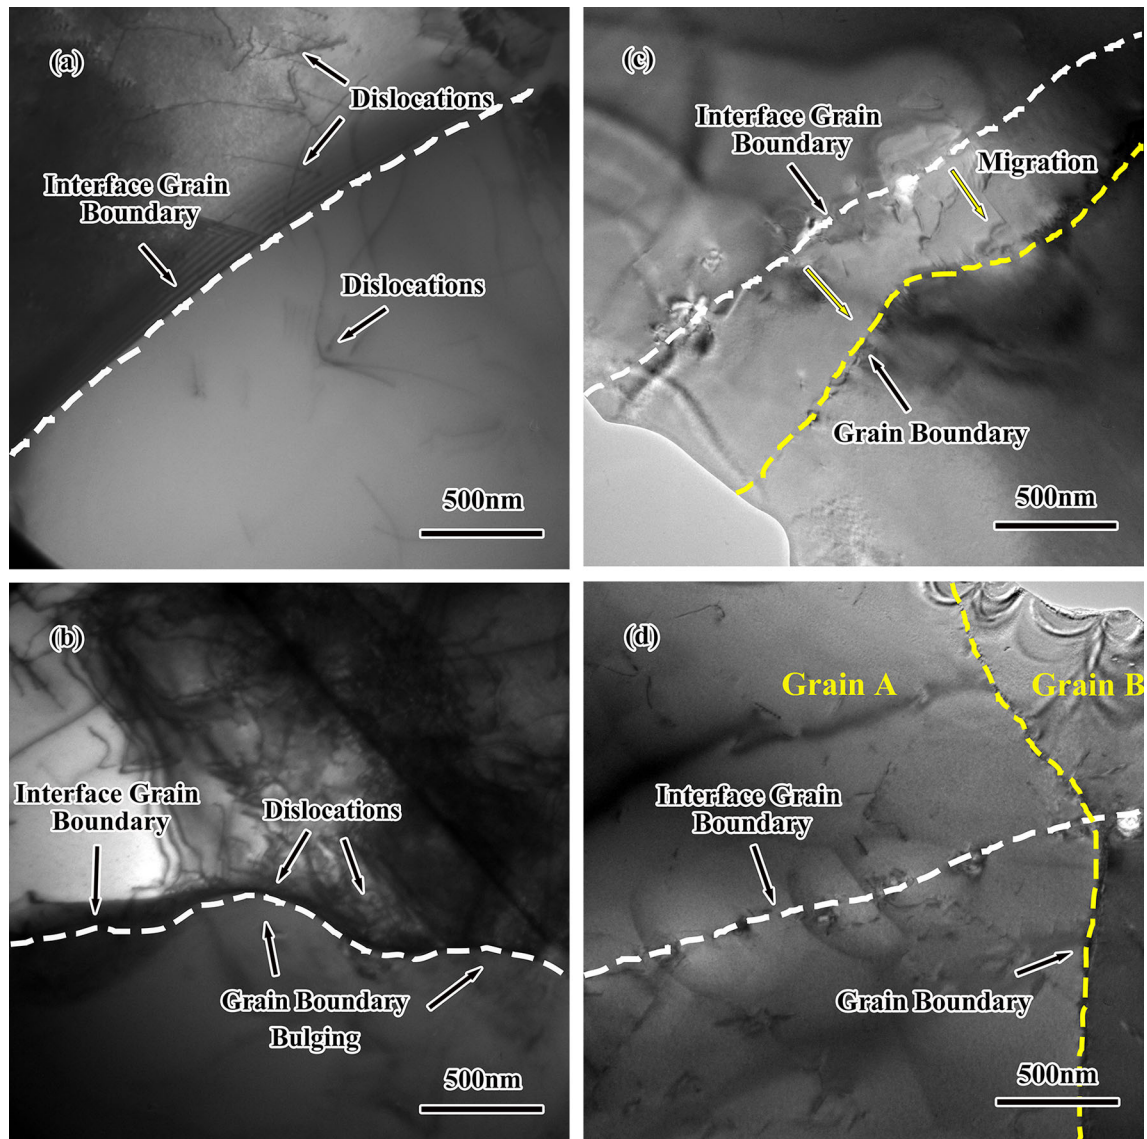 (a)
Dislocations
Interface Grain
Boundary
Dislocations
500nm
(c)
Interface Grain
Boundary
Migration
Grain Boundary
500nm
(b)
Interface Grain
Boundary
Dislocations
Grain Boundary
Bulging
500nm
(d)
Grain A
Grain B
Interface Grain
Boundary
Grain Boundary
500nm